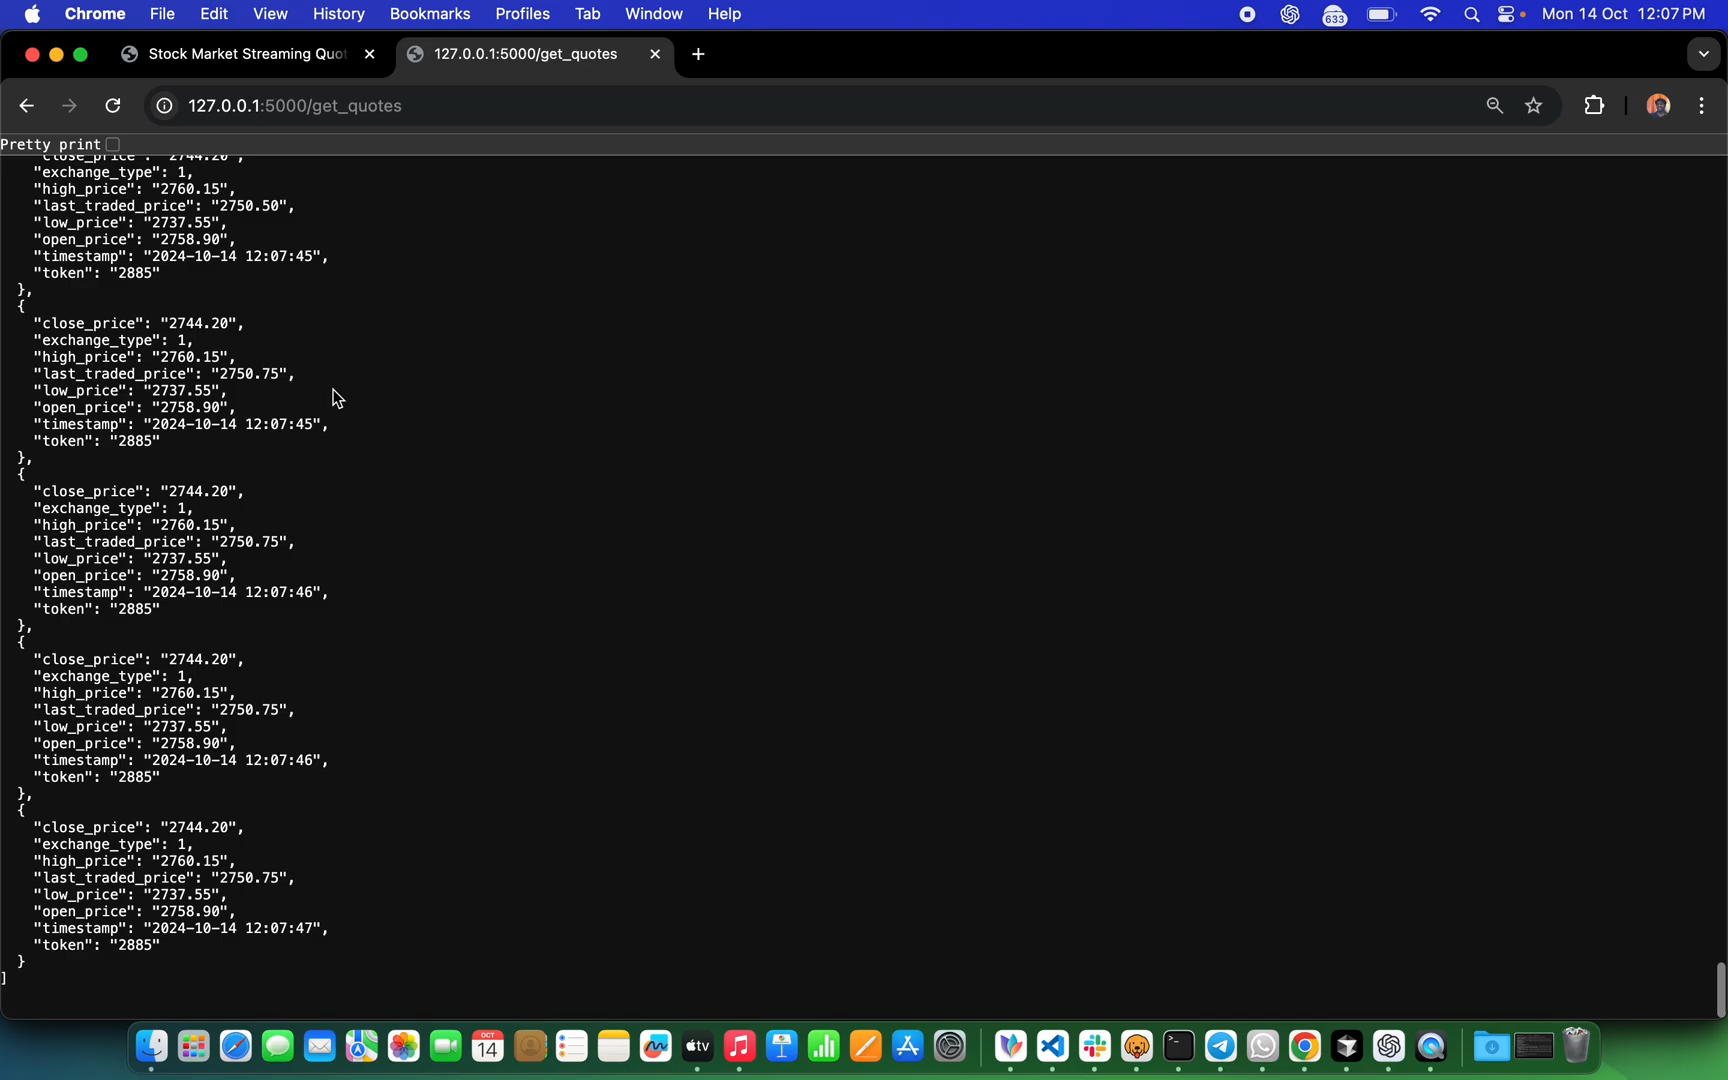 Chrome File Edit View History Bookmarks Profiles Tab Window Help 633 Mon 14 Oct 12:07 PM
Stock Market Streaming Quot 127.0.0.1:5000/get_quotes
127.0.0.1:5000/get_quotes
Pretty print
"close_price": "2744.20",
"exchange_type": 1,
"high_price": "2760.15",
"last_traded_price": "2750.50",
"low_price": "2737.55",
"open_price": "2758.90",
"timestamp": "2024-10-14 12:07:45",
"token": "2885"
},
{
"close_price": "2744.20",
"exchange_type": 1,
"high_price": "2760.15",
"last_traded_price": "2750.75",
"low_price": "2737.55",
"open_price": "2758.90",
"timestamp": "2024-10-14 12:07:45",
"token": "2885"
},
{
"close_price": "2744.20",
"exchange_type": 1,
"high_price": "2760.15",
"last_traded_price": "2750.75",
"low_price": "2737.55",
"open_price": "2758.90",
"timestamp": "2024-10-14 12:07:46",
"token": "2885"
},
{
"close_price": "2744.20",
"exchange_type": 1,
"high_price": "2760.15",
"last_traded_price": "2750.75",
"low_price": "2737.55",
"open_price": "2758.90",
"timestamp": "2024-10-14 12:07:46",
"token": "2885"
},
{
"close_price": "2744.20",
"exchange_type": 1,
"high_price": "2760.15",
"last_traded_price": "2750.75",
"low_price": "2737.55",
"open_price": "2758.90",
"timestamp": "2024-10-14 12:07:47",
"token": "2885"
}
]
OCT
14
tv